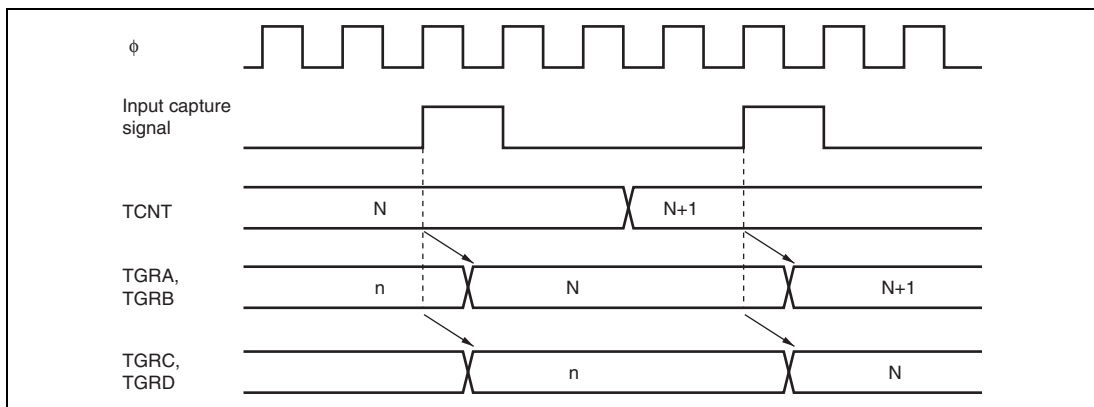 ϕ
Input capture
signal
TCNT
N
N+1
TGRA,
TGRB
n
N
N+1
TGRC,
TGRD
n
N